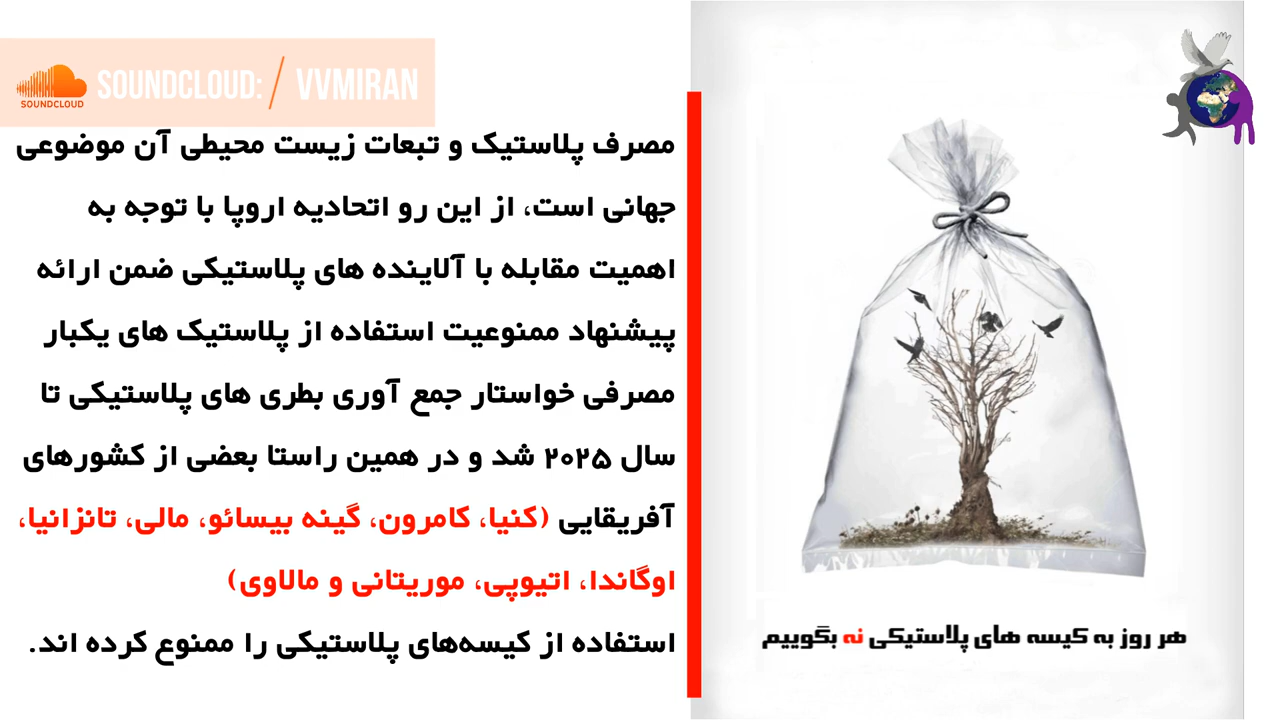 SOUNDCLOUD
SOUNDCLOUD: / VVMIRAN
مصرف پلاستیک و تبعات زیست محیطی آن موضوعی
جهانی است، از این رو اتحادیه اروپا با توجه به
اهمیت مقابله با آلاینده های پلاستیکی ضمن ارائه
پیشنهاد ممنوعیت استفاده از پلاستیک های یکبار
مصرفی خواستار جمع آوری بطری های پلاستیکی تا
سال ۲۰۲۵ شد و در همین راستا بعضی از کشورهای
آفریقایی (کنیا، کامرون، گینه بیسائو، مالی، تانزانیا،
اوگاندا، اتیوپی، موریتانی و مالاوی)
استفاده از کیسه‌های پلاستیکی را ممنوع کرده اند.
هر روز به کیسه های پلاستیکی نه بگوییم